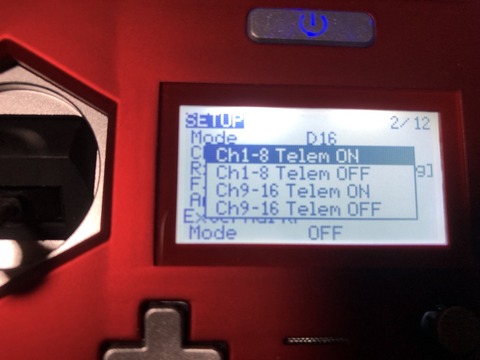 SETUP 2/12
Mode D16
Ch1-8 Telem ON
Ch1-8 Telem OFF
Ch9-16 Telem ON
Ch9-16 Telem OFF
Mode OFF